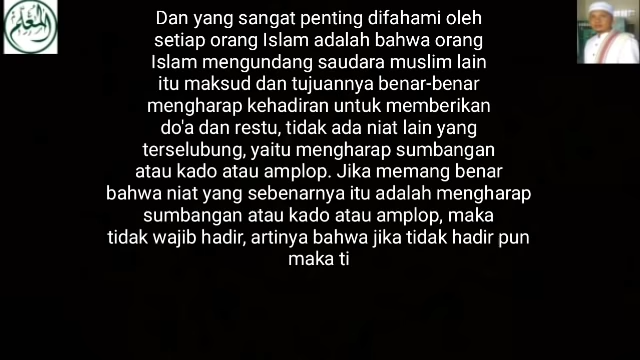 المعلم
Dan yang sangat penting difahami oleh
setiap orang Islam adalah bahwa orang
Islam mengundang saudara muslim lain
itu maksud dan tujuannya benar-benar
mengharap kehadiran untuk memberikan
do'a dan restu, tidak ada niat lain yang
terselubung, yaitu mengharap sumbangan
atau kado atau amplop. Jika memang benar
bahwa niat yang sebenarnya itu adalah mengharap
sumbangan atau kado atau amplop, maka
tidak wajib hadir, artinya bahwa jika tidak hadir pun
maka ti